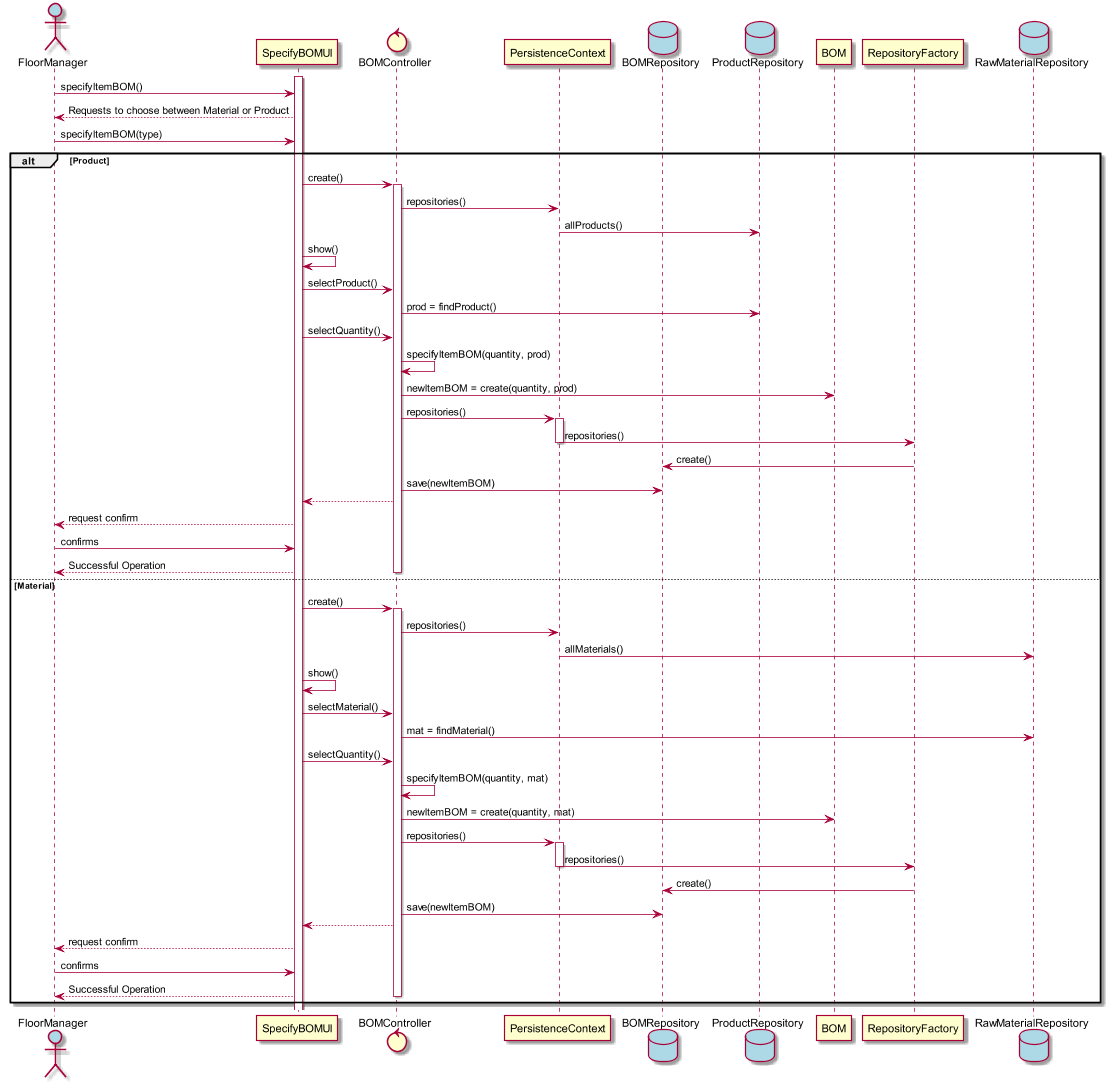 FloorManager SpecifyBOMUI BOMController PersistenceContext BOMRepository ProductRepository BOM RepositoryFactory RawMaterialRepository
specifyItemBOM()
Requests to choose between Material or Product
specifyItemBOM(type)
alt [Product]
create()
repositories()
allProducts()
show()
selectProduct()
prod = findProduct()
selectQuantity()
specifyItemBOM(quantity, prod)
newItemBOM = create(quantity, prod)
repositories()
repositories()
create()
save(newItemBOM)
request confirm
confirms
Successful Operation
[Material]
create()
repositories()
allMaterials()
show()
selectMaterial()
mat = findMaterial()
selectQuantity()
specifyItemBOM(quantity, mat)
newItemBOM = create(quantity, mat)
repositories()
repositories()
create()
save(newItemBOM)
request confirm
confirms
Successful Operation
FloorManager SpecifyBOMUI BOMController PersistenceContext BOMRepository ProductRepository BOM RepositoryFactory RawMaterialRepository